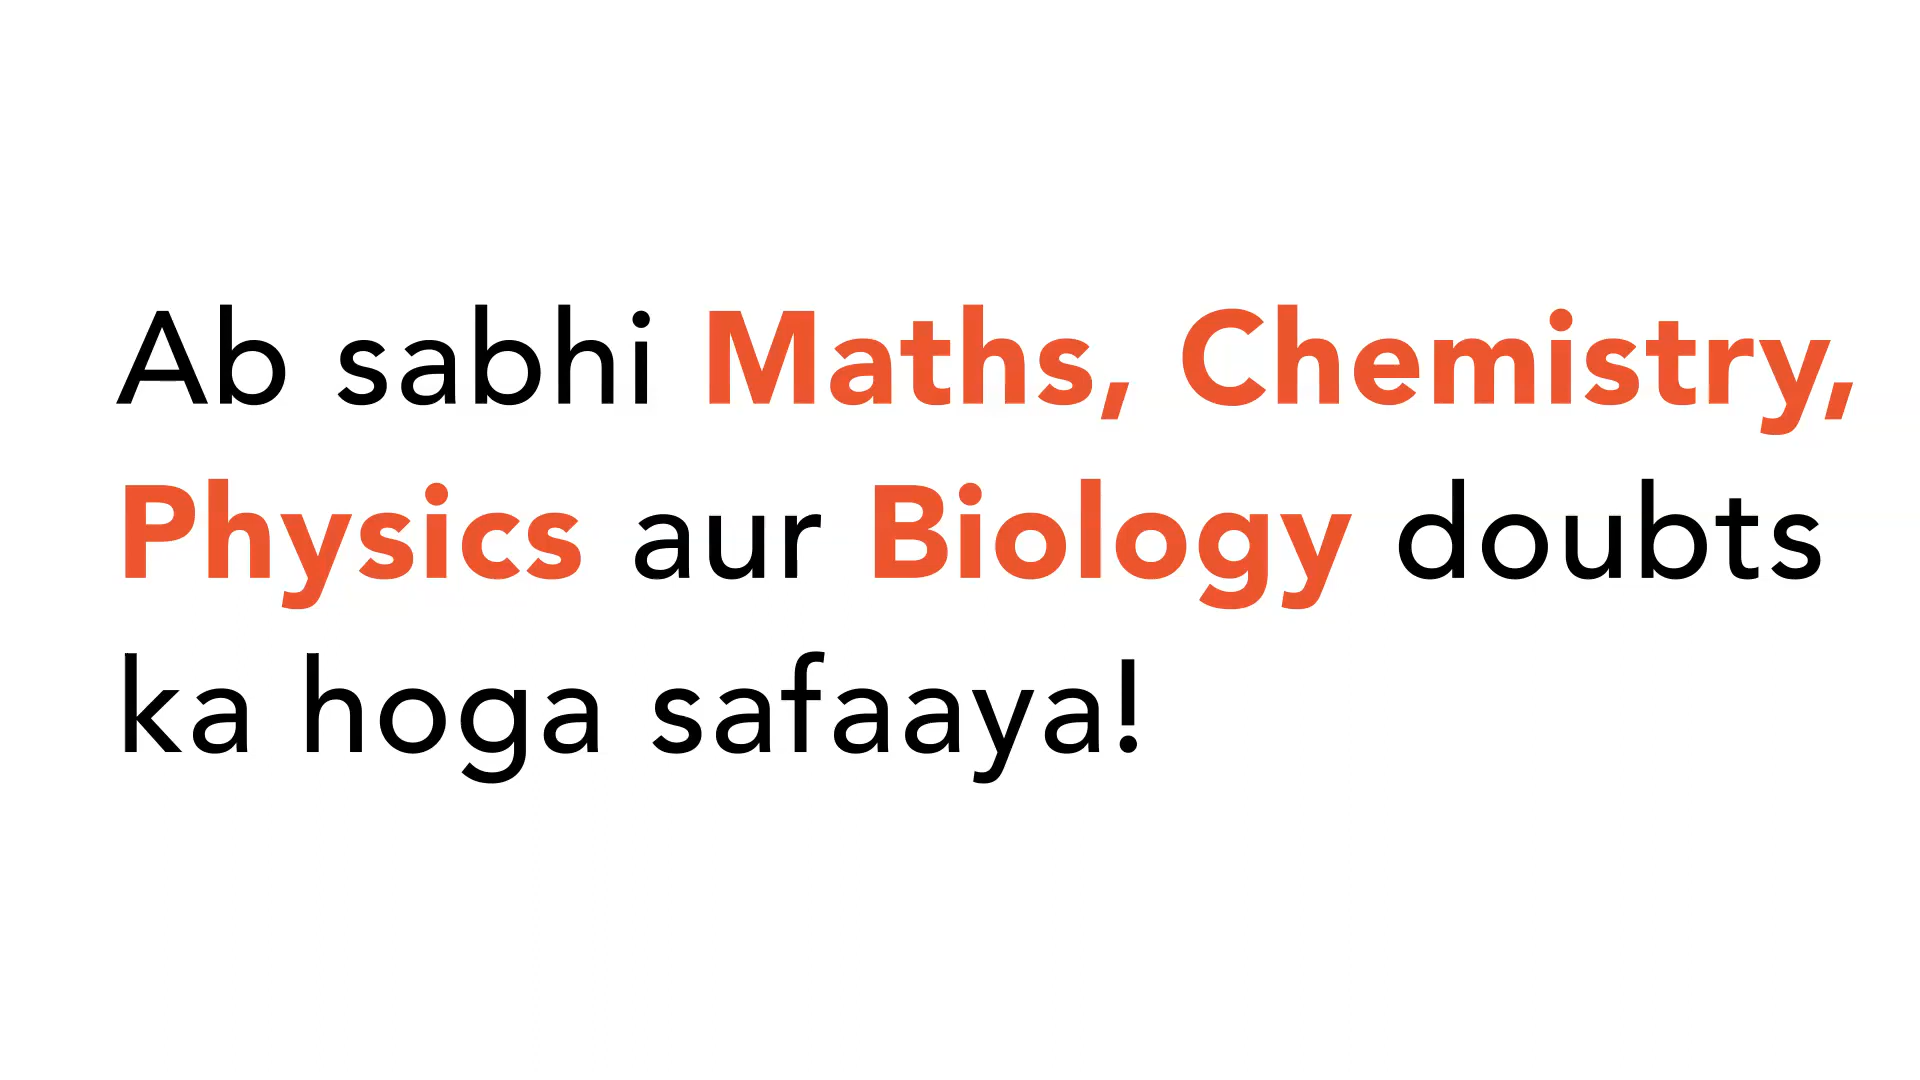 Ab sabhi Maths, Chemistry,
Physics aur Biology doubts
ka hoga safaaya!